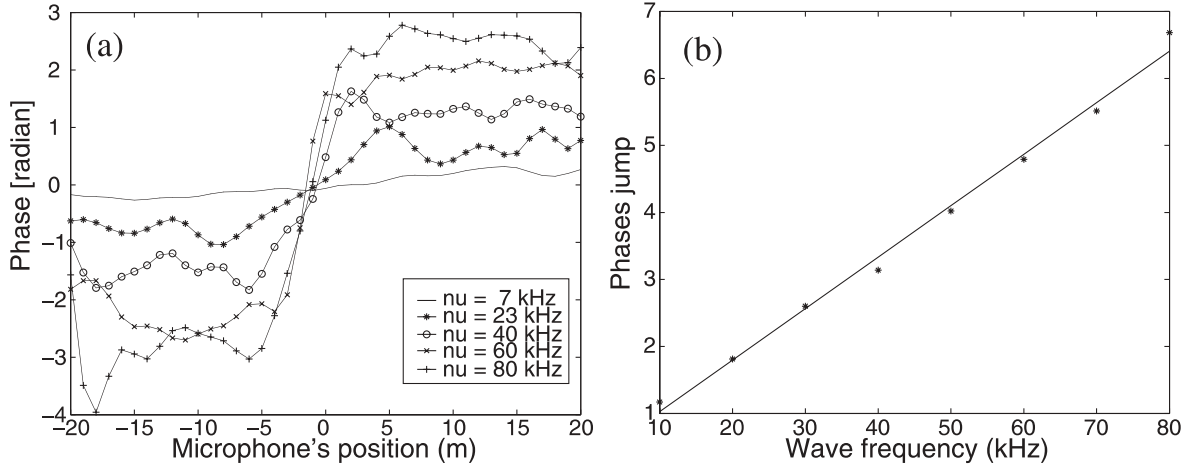 (a)
Phase [radian]
3
2
1
0
−1
−2
−3
−4
−20
−15
−10
−5
0
5
10
15
20
Microphone's position (m)
nu = 7 kHz
nu = 23 kHz
nu = 40 kHz
nu = 60 kHz
nu = 80 kHz
(b)
Phases jump
7
6
5
4
3
2
1
10
20
30
40
50
60
70
80
Wave frequency (kHz)